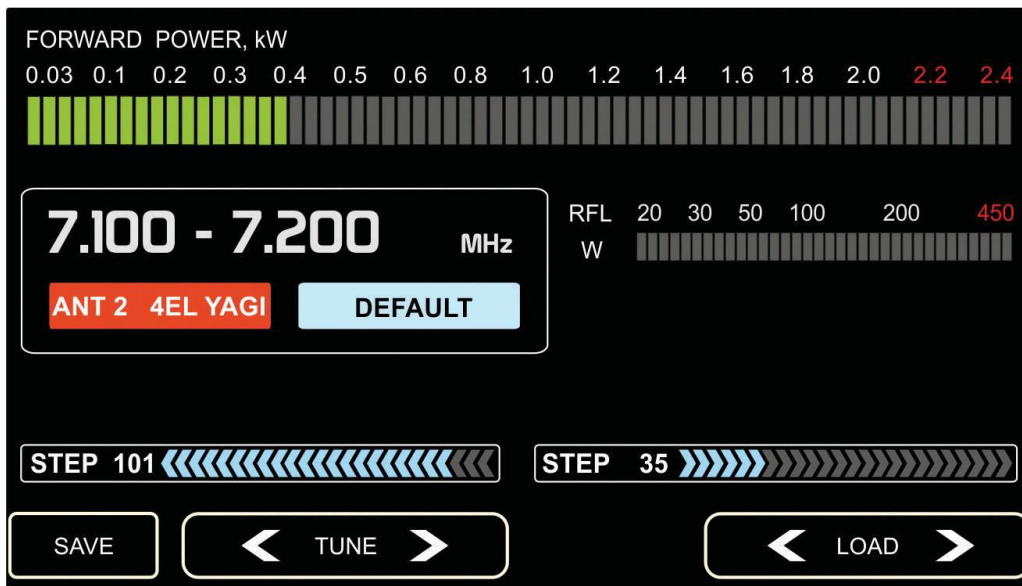 FORWARD POWER, kW
0.03 0.1 0.2 0.3 0.4 0.5 0.6 0.8 1.0 1.2 1.4 1.6 1.8 2.0 2.2 2.4
7.100 - 7.200 MHz
RFL 20 30 50 100 200 450
W
ANT 2 4EL YAGI DEFAULT
STEP 101 STEP 35
SAVE TUNE LOAD